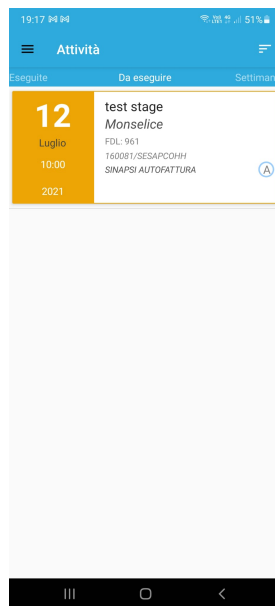 19:17
51%
Attività
Eseguite
Da eseguire
Settiman
12
Luglio
10:00
2021
test stage
Monselice
FDL: 961
160081/SESAPCOHH
SINAPSI AUTOFATTURA
A